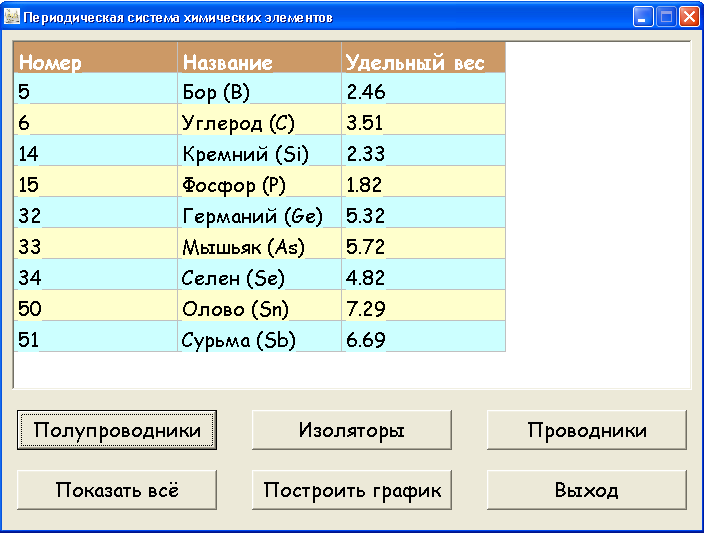 Периодическая система химических элементов
Номер Название Удельный вес
5 Бор (B) 2.46
6 Углерод (C) 3.51
14 Кремний (Si) 2.33
15 Фосфор (P) 1.82
32 Германий (Ge) 5.32
33 Мышьяк (As) 5.72
34 Селен (Se) 4.82
50 Олово (Sn) 7.29
51 Сурьма (Sb) 6.69
Полупроводники Изоляторы Проводники
Показать всё Построить график Выход